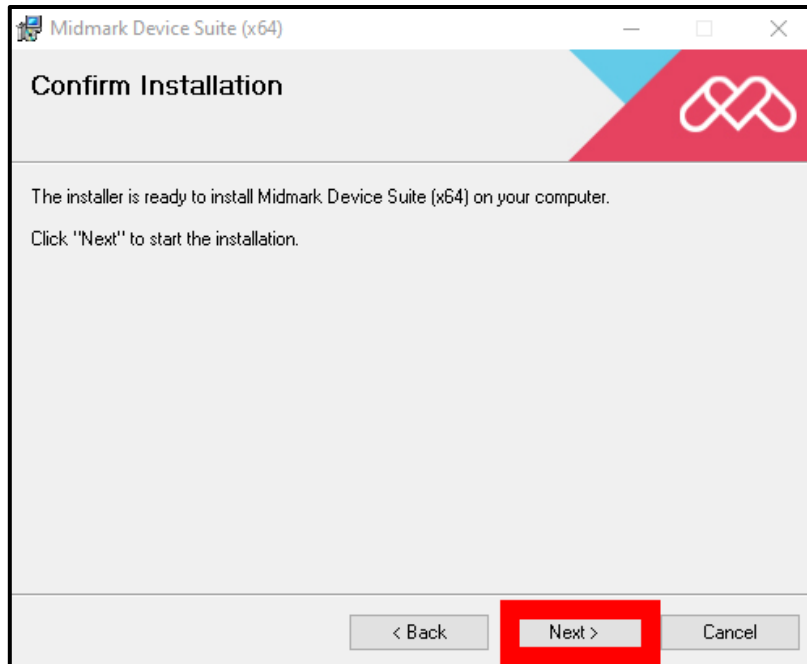 Midmark Device Suite (x64)
Confirm Installation
The installer is ready to install Midmark Device Suite (x64) on your computer.
Click "Next" to start the installation.
< Back
Next >
Cancel